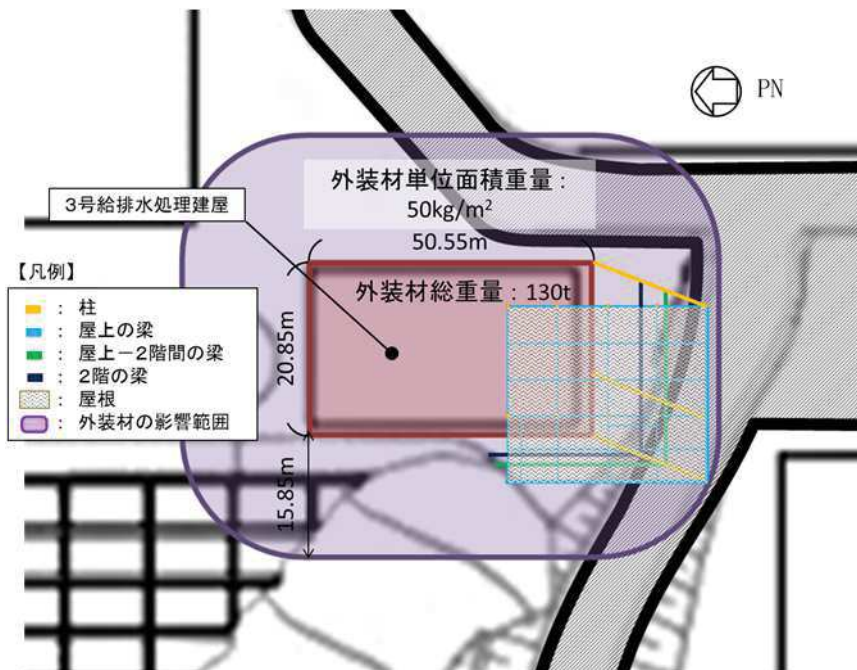 PN
外装材単位面積重量：
50kg/m²
50.55m
3号給排水処理建屋
外装材総重量：130t
20.85m
15.85m
【凡例】
：柱
：屋上の梁
：屋上－2階間の梁
：2階の梁
：屋根
：外装材の影響範囲